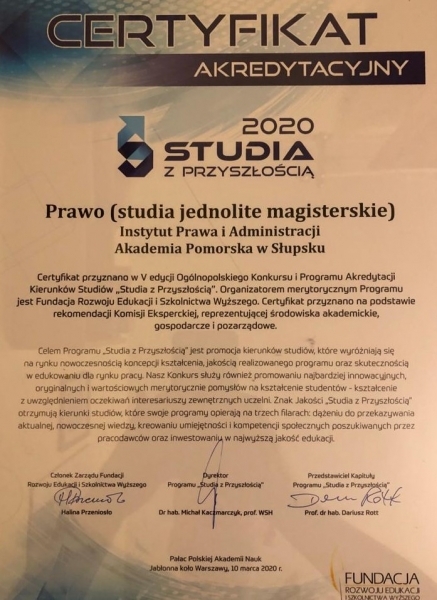 CERTYFIKAT
AKREDYTACYJNY
2020
STUDIA
Z PRZYSZŁOŚCIĄ
Prawo (studia jednolite magisterskie)
Instytut Prawa i Administracji
Akademia Pomorska w Słupsku
Certyfikat przyznano w V edycji Ogólnopolskiego Konkursu i Programu Akredytacji
Kierunków Studiów „Studia z Przyszłością”. Organizatorem merytorycznym Programu
jest Fundacja Rozwoju Edukacji i Szkolnictwa Wyższego. Certyfikat przyznano na podstawie
rekomendacji Komisji Eksperckiej, reprezentującej środowiska akademickie,
gospodarcze i pozarządowe.
Celem Programu „Studia z Przyszłością” jest promocja kierunków studiów, które wyróżniają się
na rynku nowoczesnością koncepcji kształcenia, jakością realizowanego programu oraz skutecznością
w edukowaniu dla rynku pracy. Nasz Konkurs służy również promowaniu najbardziej innowacyjnych,
oryginalnych i wartościowych merytorycznie pomysłów na kształcenie studentów - kształcenie
z uwzględnieniem oczekiwań interesariuszy zewnętrznych uczelni. Znak Jakości „Studia z Przyszłością”
otrzymują kierunki studiów, które swoje programy opierają na trzech filarach: dążeniu do przekazywania
aktualnej, nowoczesnej wiedzy, kreowaniu umiejętności i kompetencji społecznych poszukiwanych przez
pracodawców oraz inwestowaniu w najwyższą jakość edukacji.
Członek Zarządu Fundacji
Rozwoju Edukacji i Szkolnictwa Wyższego
Halina Przeniosło
Dyrektor
Programu „Studia z Przyszłością”
Dr hab. Michał Kaczmarczyk, prof. WSH
Przedstawiciel Kapituły
Programu „Studia z Przyszłością”
Prof. dr hab. Dariusz Rott
Pałac Polskiej Akademii Nauk
Jabłonna koło Warszawy, 10 marca 2020 r.
FUNDACJA
ROZWOJU EDUKACJI
I SZKOLNICTWA WYŻSZEGO